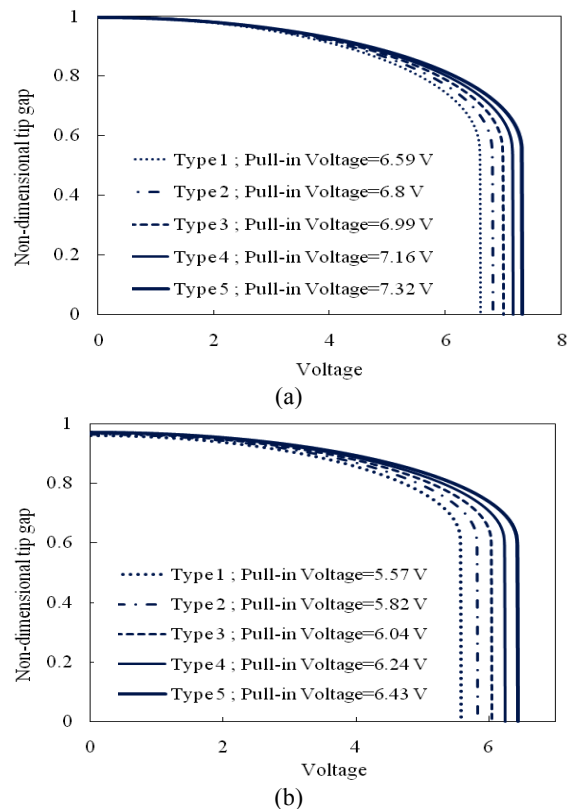 1
0.8
0.6
0.4
0.2
0
Non-dimensional tip gap
Type 1 ; Pull-in Voltage=6.59 V
Type 2 ; Pull-in Voltage=6.8 V
Type 3 ; Pull-in Voltage=6.99 V
Type 4 ; Pull-in Voltage=7.16 V
Type 5 ; Pull-in Voltage=7.32 V
0 2 4 6 8
Voltage
(a)
1
0.8
0.6
0.4
0.2
0
Non-dimensional tip gap
Type 1 ; Pull-in Voltage=5.57 V
Type 2 ; Pull-in Voltage=5.82 V
Type 3 ; Pull-in Voltage=6.04 V
Type 4 ; Pull-in Voltage=6.24 V
Type 5 ; Pull-in Voltage=6.43 V
0 2 4 6
Voltage
(b)